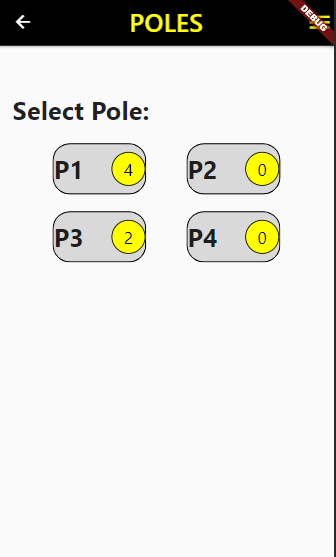 POLES
DEBUG
Select Pole:
P1 4 P2 0
P3 2 P4 0